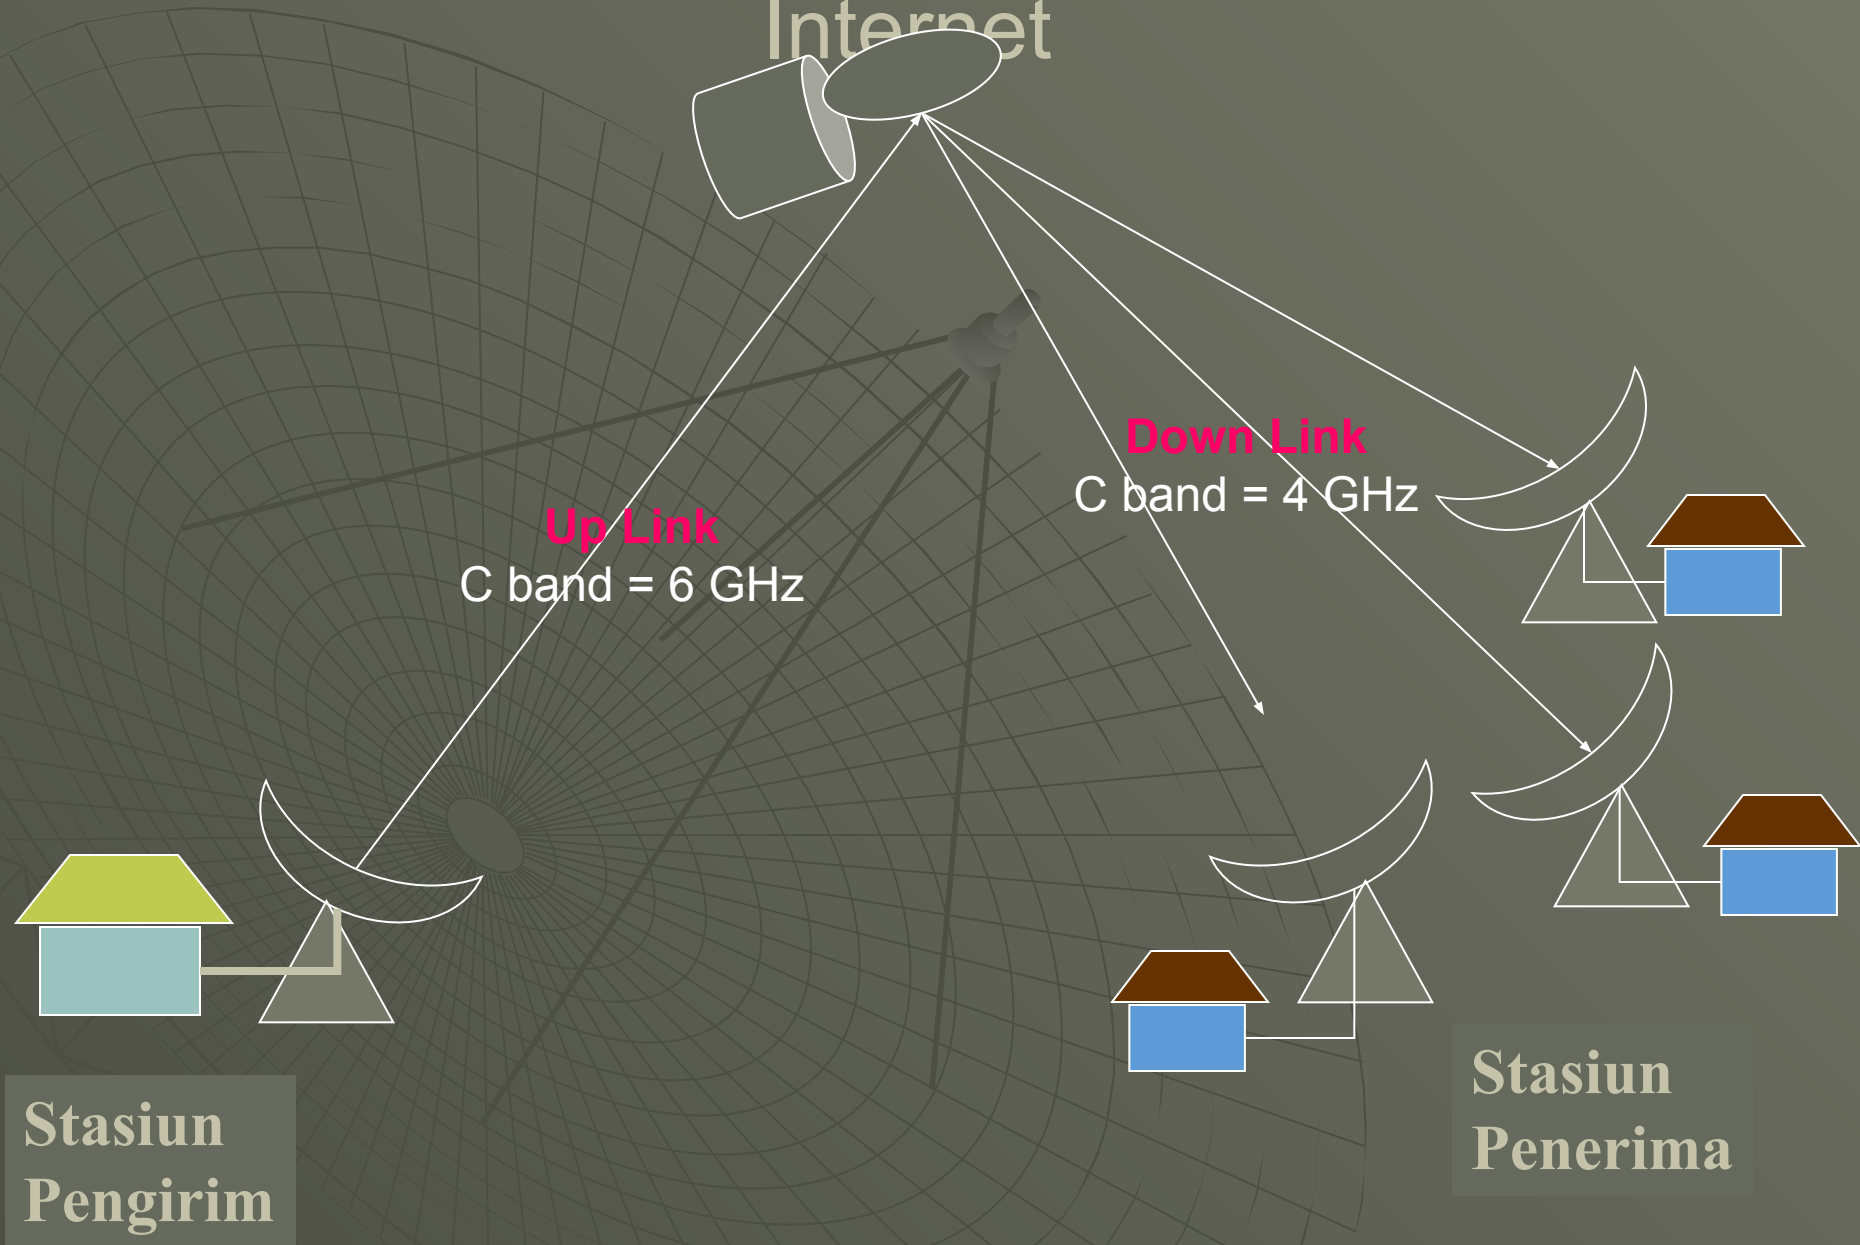 Internet
Up Link
C band = 6 GHz
Down Link
C band = 4 GHz
Stasiun
Pengirim
Stasiun
Penerima